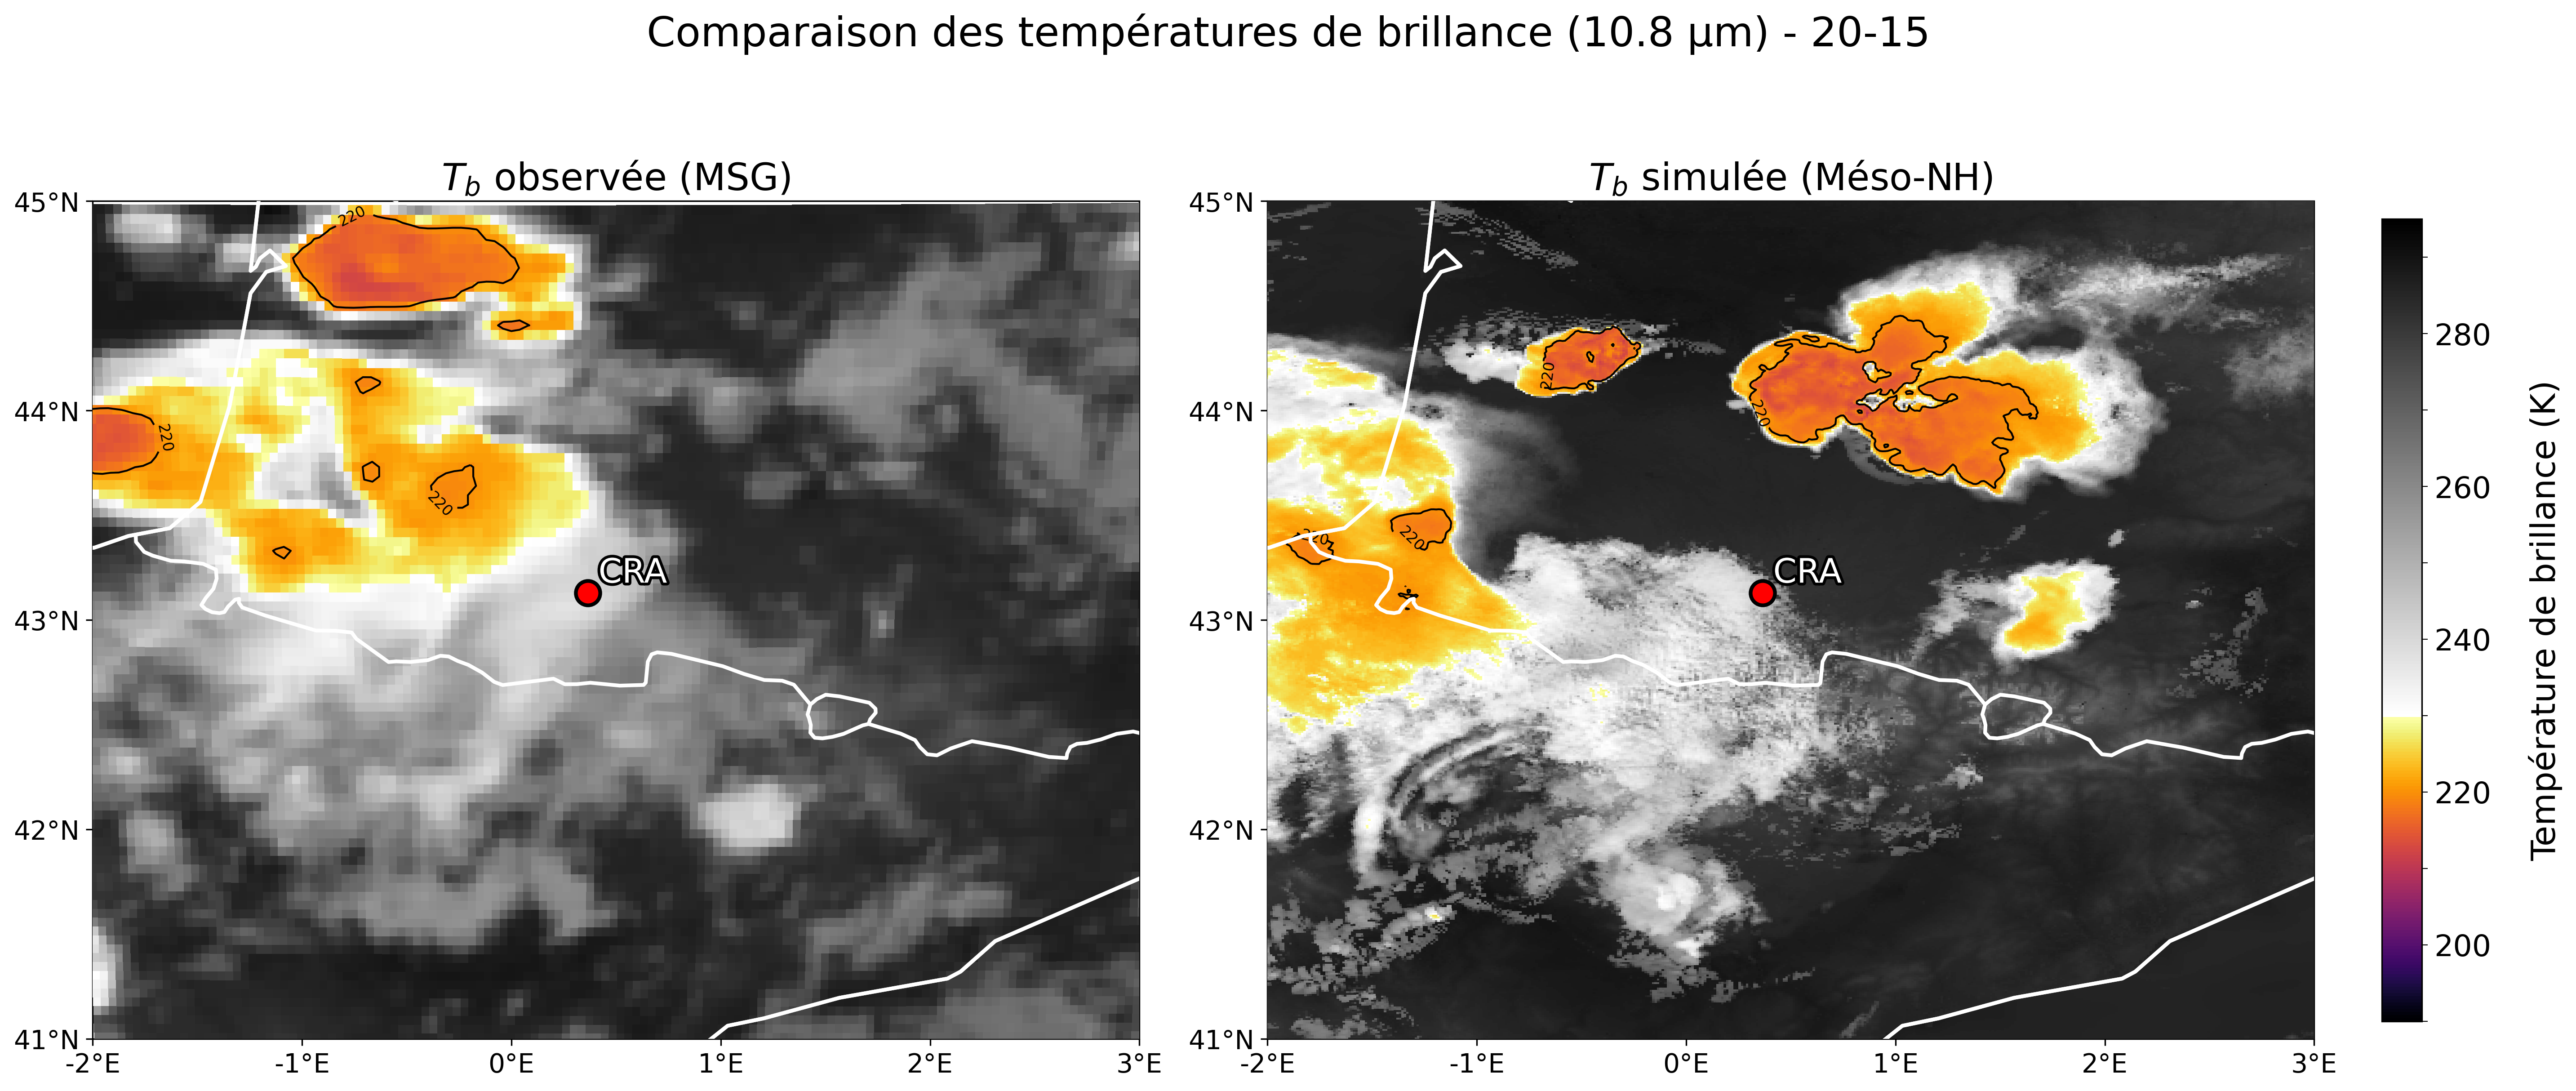 Comparaison des températures de brillance (10.8 µm) - 20-15
T_b observée (MSG)
T_b simulée (Méso-NH)
45°N
44°N
43°N
42°N
41°N
-2°E
-1°E
0°E
1°E
2°E
3°E
220
220
220
220
CRA
45°N
44°N
43°N
42°N
41°N
-2°E
-1°E
0°E
1°E
2°E
3°E
220
220
220
220
CRA
280
260
240
220
200
Température de brillance (K)